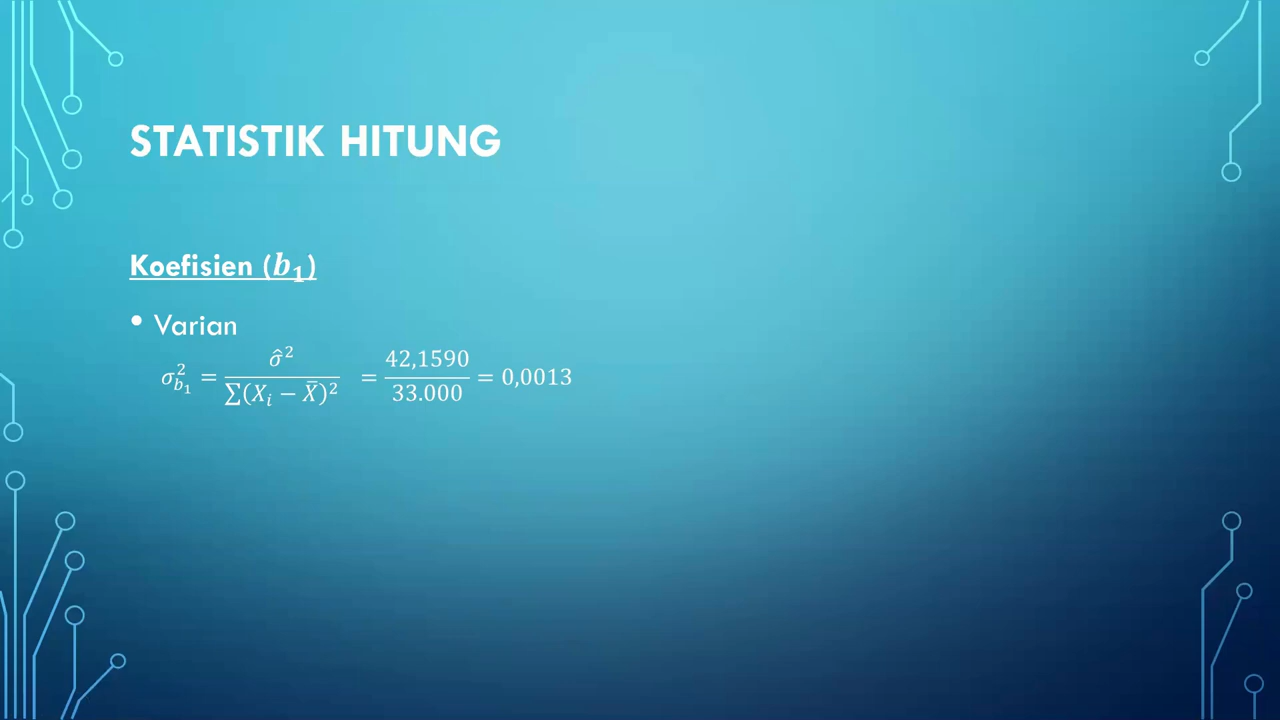 STATISTIK HITUNG
Koefisien (b₁)
• Varian
σ²_b₁ = σ̂² / ∑(Xᵢ − X̄)² = 42,1590 / 33.000 = 0,0013